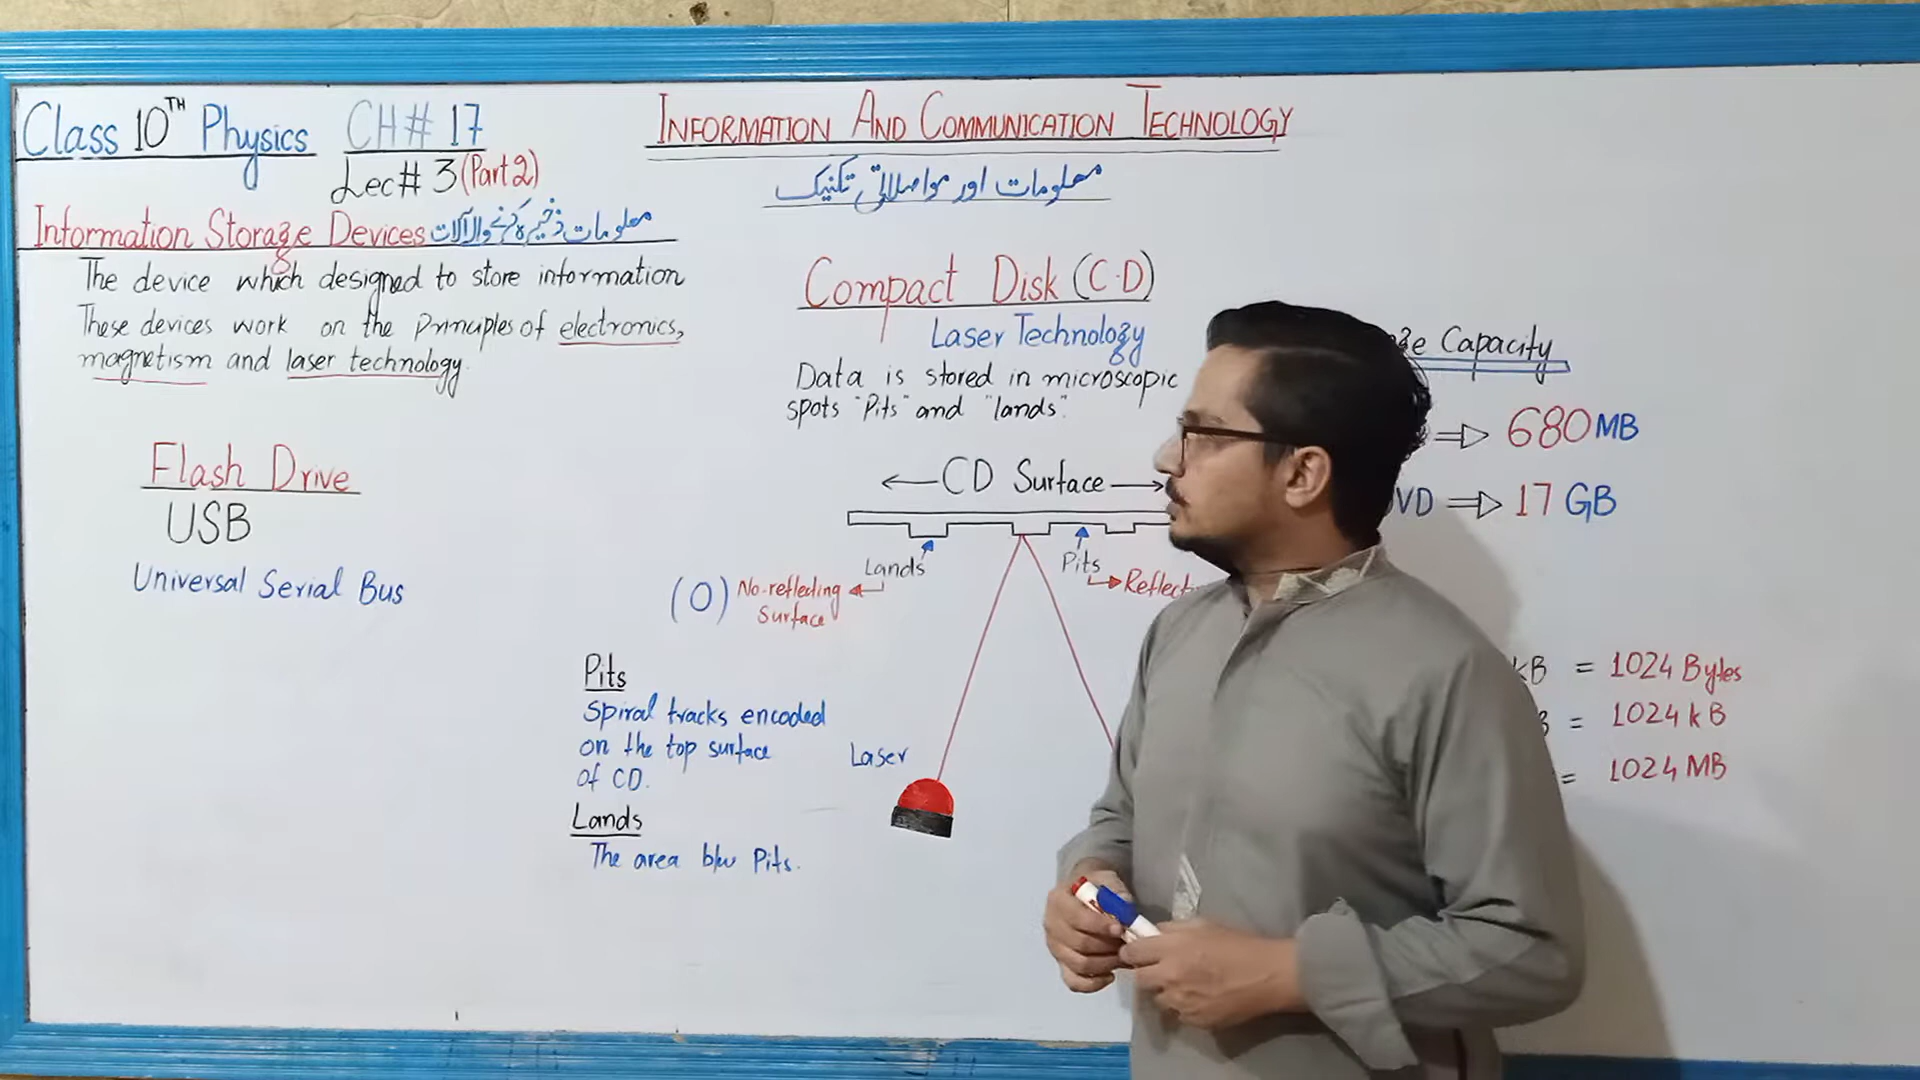 Class 10TH Physics CH# 17
Lec# 3 (Part 2)
INFORMATION AND COMMUNICATION TECHNOLOGY
معلومات اور مواصلاتی تکنیک
Information Storage Devices معلومات ذخیرہ کرنے والا آلات
The device which designed to store information
These devices work on the principles of electronics,
magnetism and laser technology.
Flash Drive
USB
Universal Serial Bus
Compact Disk (C.D)
Laser Technology
Data is stored in microscopic
spots "Pits" and "lands".
CD Surface
Lands
Pits
(0) No-reflecting
Surface
Reflecti
Pits
Spiral tracks encoded
on the top surface
of CD.
Lands
The area b/w Pits.
Laser
Capacity
⇒ 680 MB
VD ⇒ 17 GB
kB = 1024 Bytes
= 1024 kB
= 1024 MB